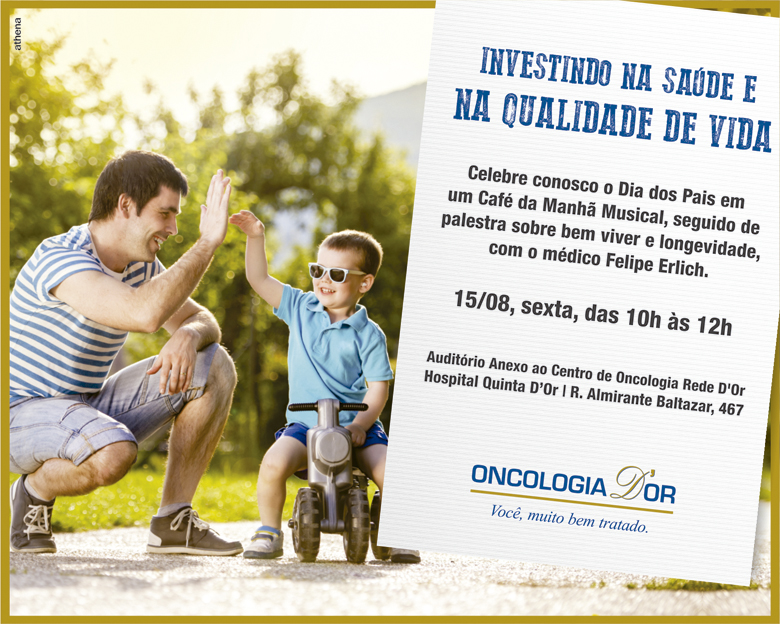 athena
INVESTINDO NA SAÚDE E
NA QUALIDADE DE VIDA
Celebre conosco o Dia dos Pais em
um Café da Manhã Musical, seguido de
palestra sobre bem viver e longevidade,
com o médico Felipe Erlich.
15/08, sexta, das 10h às 12h
Auditório Anexo ao Centro de Oncologia Rede D'Or
Hospital Quinta D'Or | R. Almirante Baltazar, 467
ONCOLOGIA D'OR
Você, muito bem tratado.